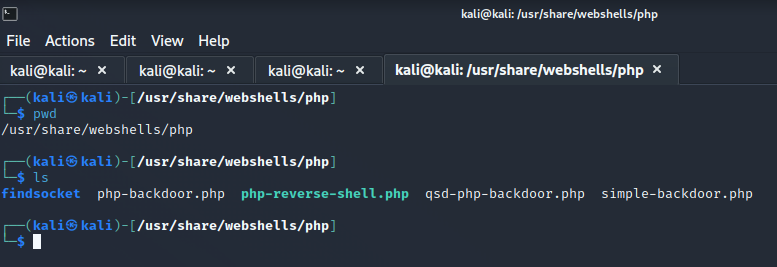 kali@kali: /usr/share/webshells/php
File Actions Edit View Help
kali@kali: ~ × kali@kali: ~ × kali@kali: ~ × kali@kali: /usr/share/webshells/php ×
┌──(kali㉿kali)-[/usr/share/webshells/php]
└─$ pwd
/usr/share/webshells/php
┌──(kali㉿kali)-[/usr/share/webshells/php]
└─$ ls
findsocket php-backdoor.php php-reverse-shell.php qsd-php-backdoor.php simple-backdoor.php
┌──(kali㉿kali)-[/usr/share/webshells/php]
└─$